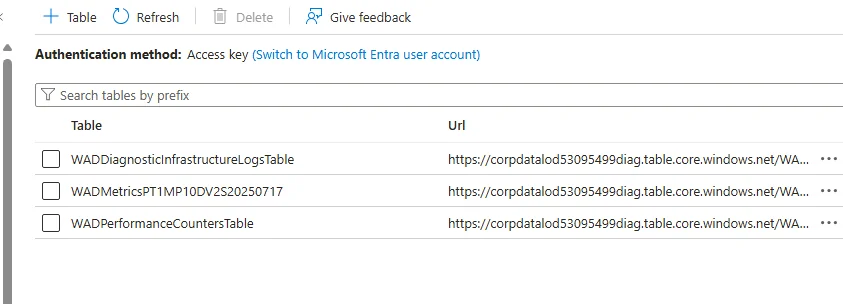 + Table Refresh Delete Give feedback
Authentication method: Access key (Switch to Microsoft Entra user account)
Search tables by prefix
Table Url
WADDiagnosticInfrastructureLogsTable https://corpdatalod53095499diag.table.core.windows.net/WA... ...
WADMetricsPT1MP10DV2S20250717 https://corpdatalod53095499diag.table.core.windows.net/WA... ...
WADPerformanceCountersTable https://corpdatalod53095499diag.table.core.windows.net/WA... ...